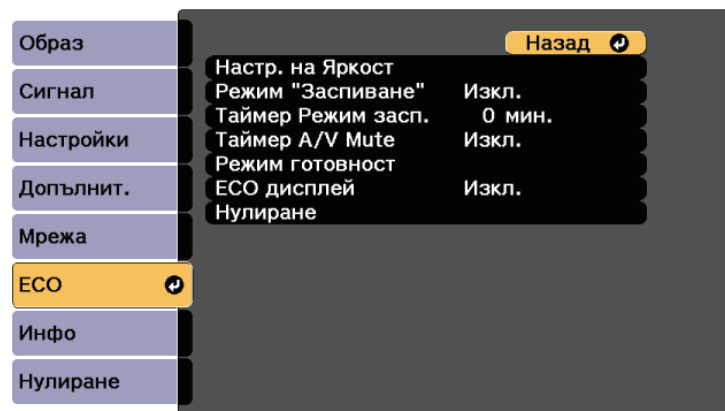 Образ
Сигнал
Настройки
Допълнит.
Мрежа
ECO
Инфо
Нулиране
Назад
Настр. на Яркост
Режим "Заспиване" Изкл.
Таймер Режим засп. 0 мин.
Таймер A/V Mute Изкл.
Режим готовност
ECO дисплей Изкл.
Нулиране